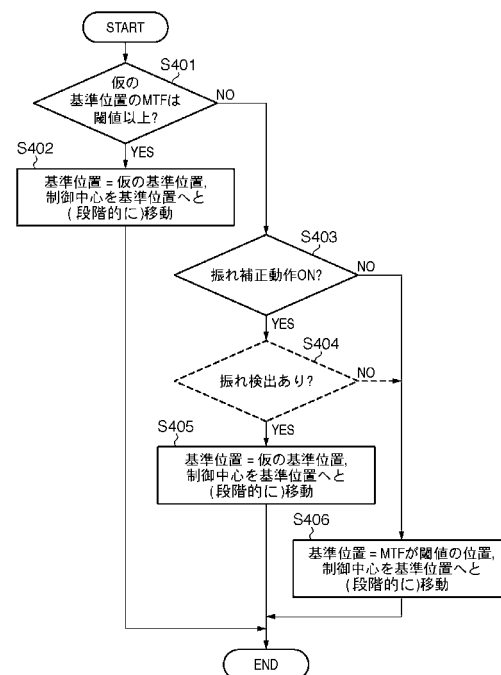 START
S401
仮の
基準位置のMTFは
閾値以上?
NO
YES
S402
基準位置 = 仮の基準位置,
制御中心を基準位置へと
(段階的に)移動
S403
振れ補正動作ON?
NO
YES
S404
振れ検出あり?
NO
YES
S405
基準位置 = 仮の基準位置,
制御中心を基準位置へと
(段階的に)移動
S406
基準位置 = MTFが閾値の位置,
制御中心を基準位置へと
(段階的に)移動
END